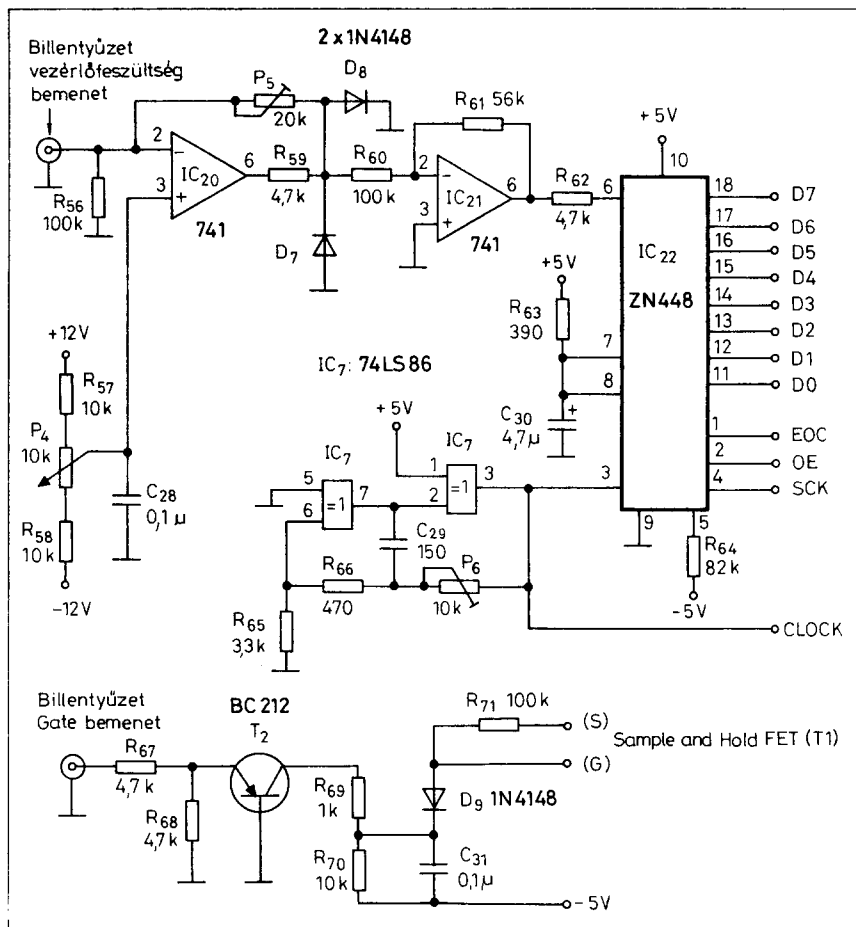 Billentyűzet
vezérlőfeszültség
bemenet
2 x 1N4148
P5
20k
D8
R61 56k
+5V
2
3
6
IC20
741
R56
100k
R59
4,7k
R60
100k
D7
2
3
6
IC21
741
R62
4,7k
6
10
IC22
ZN448
18 D7
17 D6
16 D5
15 D4
14 D3
13 D2
12 D1
11 D0
1 EOC
2 OE
4 SCK
+5V
R63
390
7
8
C30
4,7µ
+
+12V
R57
10k
P4
10k
R58
10k
-12V
C28
0,1µ
IC7: 74LS86
+5V
IC7
5
6
=1
7
IC7
1
2
=1
3
3
9
5
R64
82k
-5V
C29
150
R66
470
P6
10k
R65
3,3k
CLOCK
Billentyűzet
Gate bemenet
R67
4,7k
R68
4,7k
BC 212
T2
R69
1k
R70
10k
R71 100k
(S)
(G)
Sample and Hold FET (T1)
D9 1N4148
C31
0,1µ
-5V